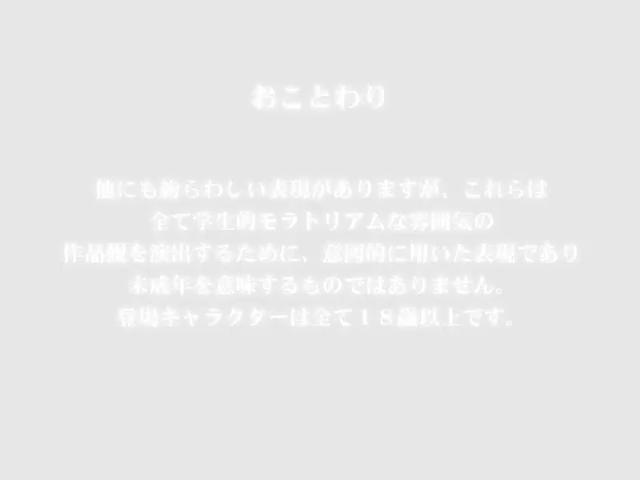 おことわり
他にも紛らわしい表現がありますが、これらは
全て学生的モラトリアムな雰囲気の
作品観を演出するために、意図的に用いた表現であり
未成年を意味するものではありません。
登場キャラクターは全て１８歳以上です。